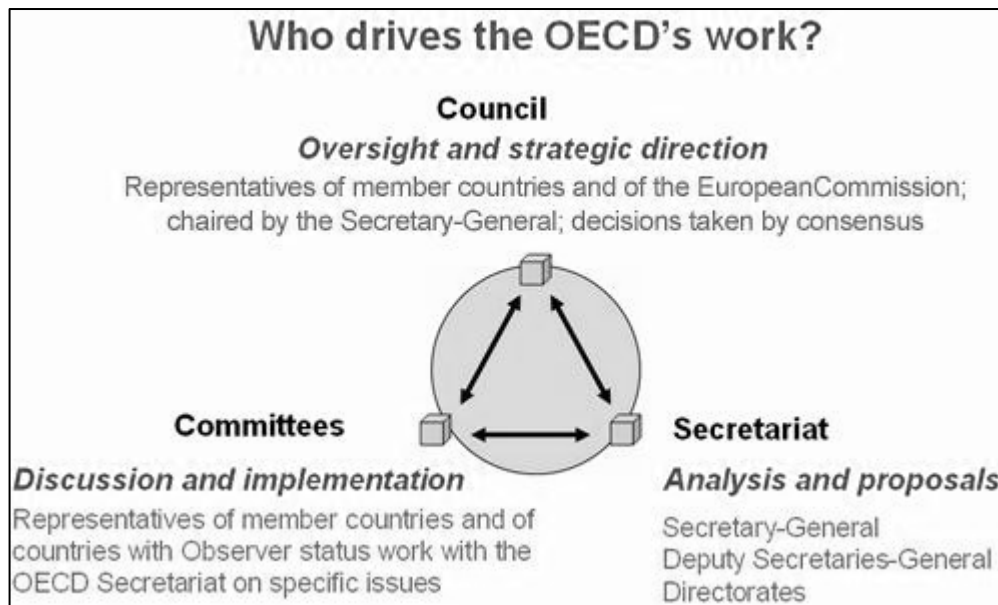 Who drives the OECD's work?
Council
Oversight and strategic direction
Representatives of member countries and of the EuropeanCommission;
chaired by the Secretary-General; decisions taken by consensus
Committees
Discussion and implementation
Representatives of member countries and of
countries with Observer status work with the
OECD Secretariat on specific issues
Secretariat
Analysis and proposals
Secretary-General
Deputy Secretaries-General
Directorates